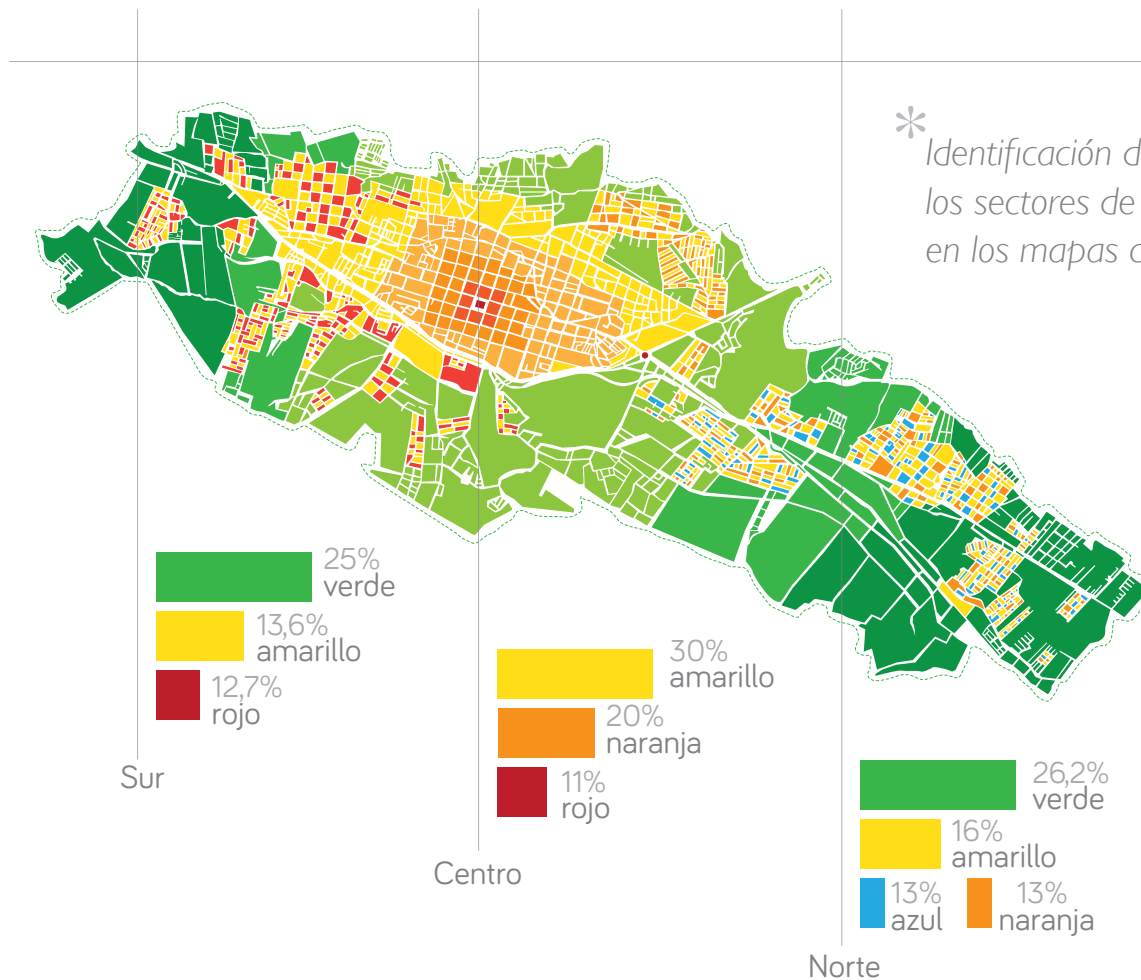 *
Identificación d
los sectores de
en los mapas c
25%
verde
13,6%
amarillo
12,7%
rojo
Sur
30%
amarillo
20%
naranja
11%
rojo
Centro
26,2%
verde
16%
amarillo
13%
azul
13%
naranja
Norte